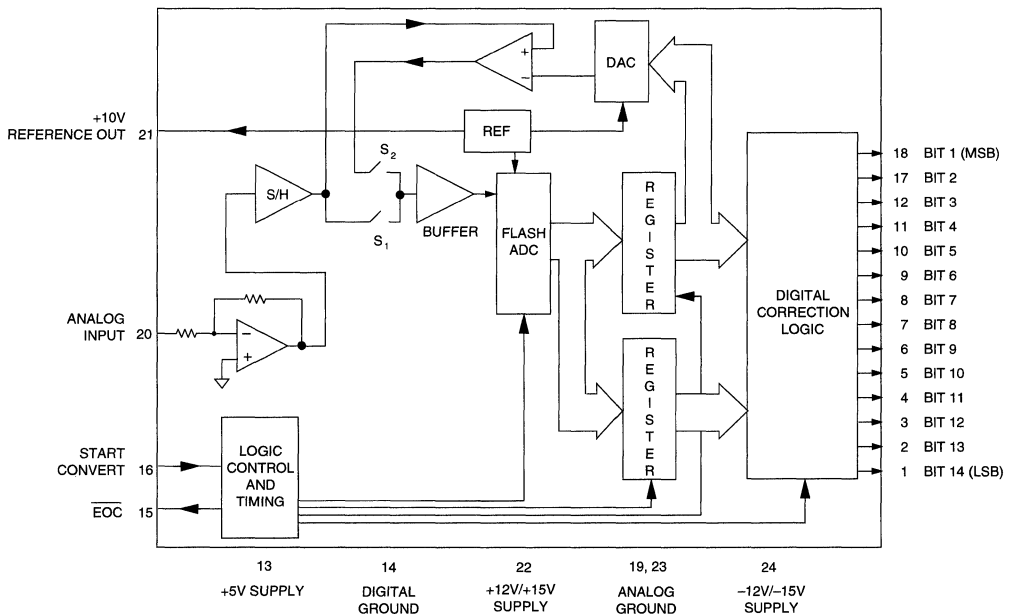 +
−
DAC
+10V
REFERENCE OUT 21
REF
S2
S/H
S1
BUFFER
FLASH
ADC
REGISTER
18 BIT 1 (MSB)
17 BIT 2
12 BIT 3
11 BIT 4
10 BIT 5
9 BIT 6
8 BIT 7
7 BIT 8
6 BIT 9
5 BIT 10
4 BIT 11
3 BIT 12
2 BIT 13
1 BIT 14 (LSB)
DIGITAL
CORRECTION
LOGIC
ANALOG
INPUT 20
−
+
REGISTER
START
CONVERT 16
EOC 15
LOGIC
CONTROL
AND
TIMING
13
+5V SUPPLY
14
DIGITAL
GROUND
22
+12V/+15V
SUPPLY
19, 23
ANALOG
GROUND
24
–12V/–15V
SUPPLY